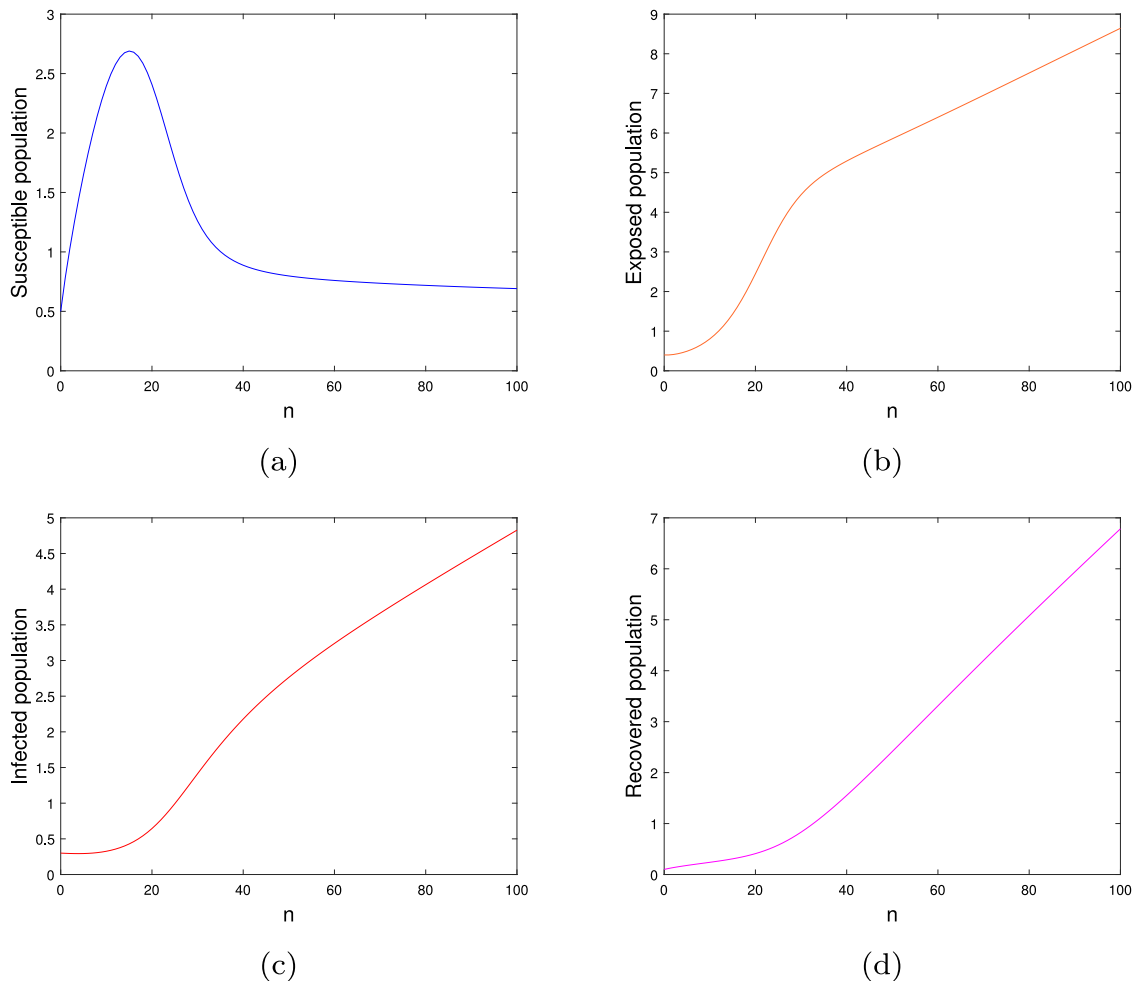 3
2.5
2
1.5
1
0.5
0
Susceptible population
0 20 40 60 80 100
n
(a)
9
8
7
6
5
4
3
2
1
0
Exposed population
0 20 40 60 80 100
n
(b)
5
4.5
4
3.5
3
2.5
2
1.5
1
0.5
0
Infected population
0 20 40 60 80 100
n
(c)
7
6
5
4
3
2
1
0
Recovered population
0 20 40 60 80 100
n
(d)